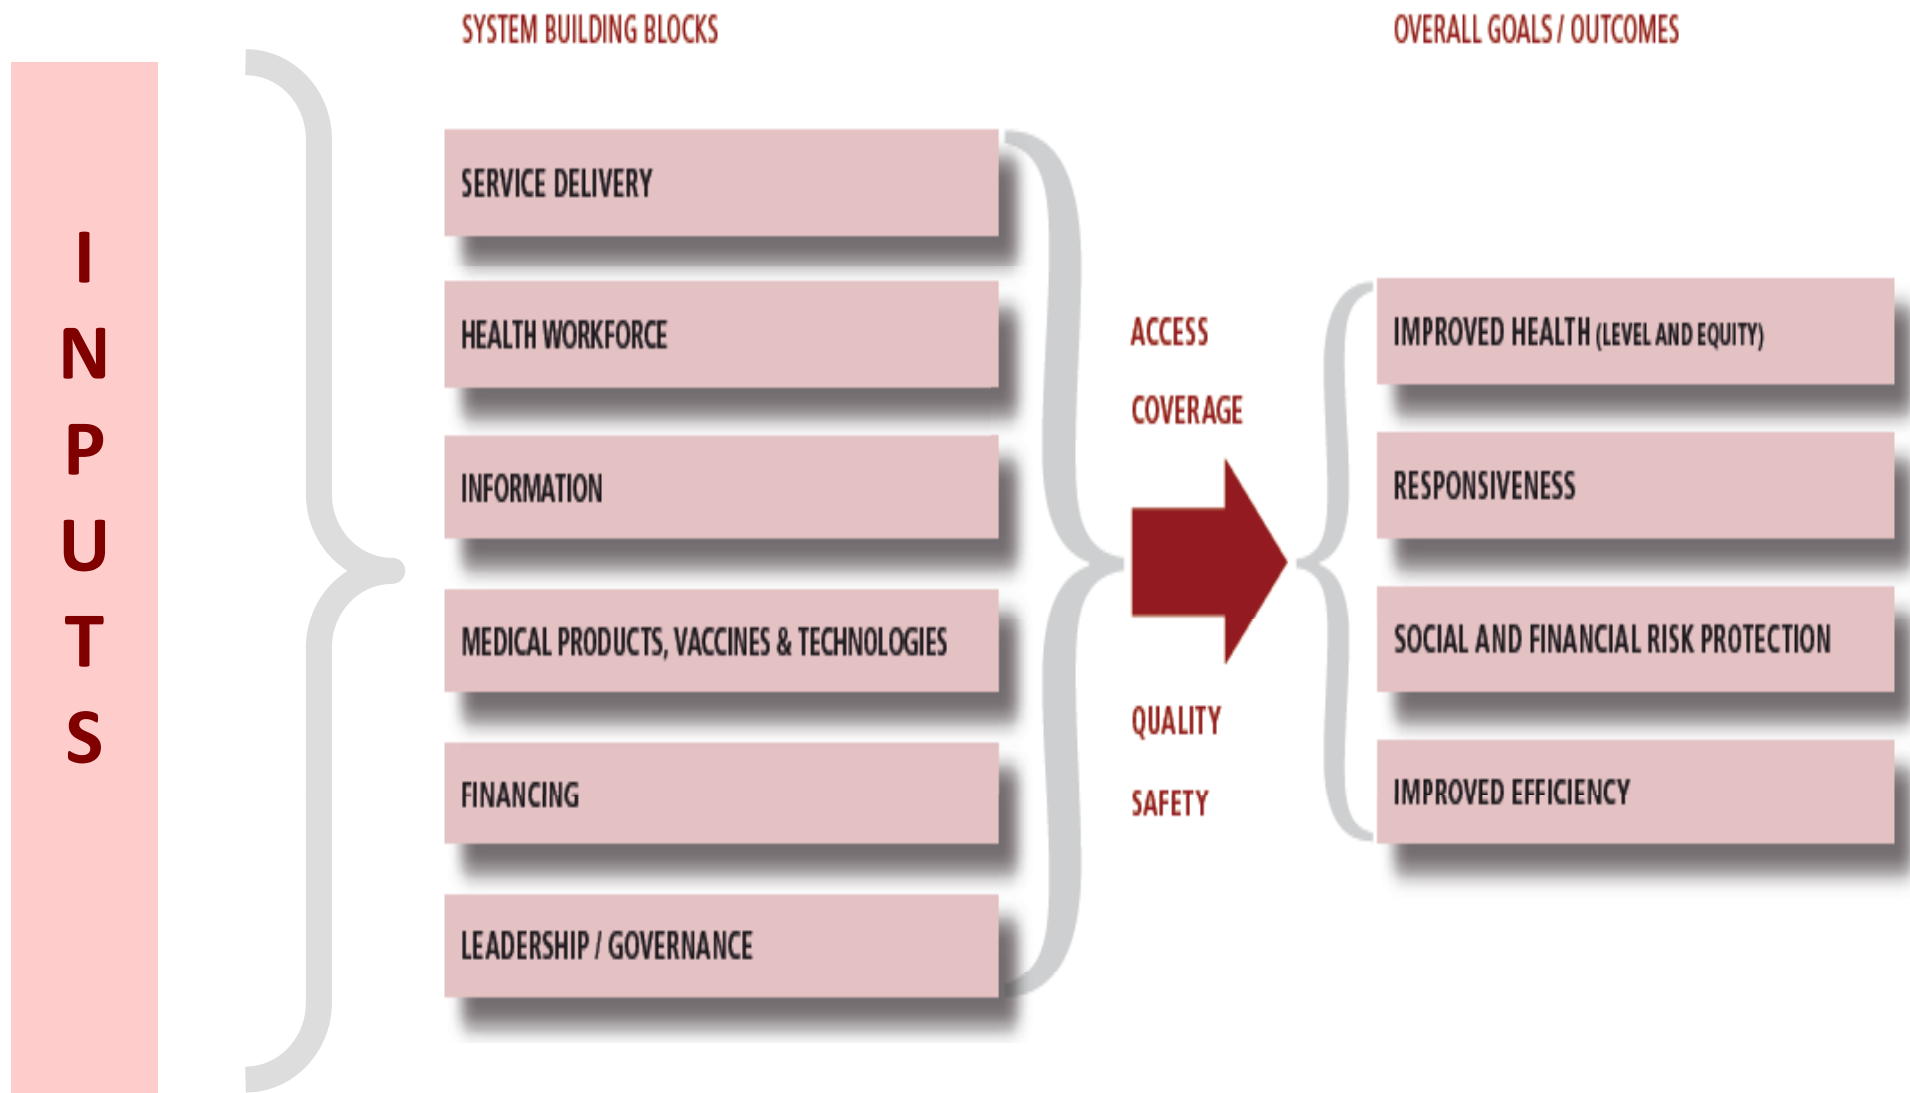 I
N
P
U
T
S
SYSTEM BUILDING BLOCKS
SERVICE DELIVERY
HEALTH WORKFORCE
INFORMATION
MEDICAL PRODUCTS, VACCINES & TECHNOLOGIES
FINANCING
LEADERSHIP / GOVERNANCE
ACCESS
COVERAGE
QUALITY
SAFETY
OVERALL GOALS / OUTCOMES
IMPROVED HEALTH (LEVEL AND EQUITY)
RESPONSIVENESS
SOCIAL AND FINANCIAL RISK PROTECTION
IMPROVED EFFICIENCY